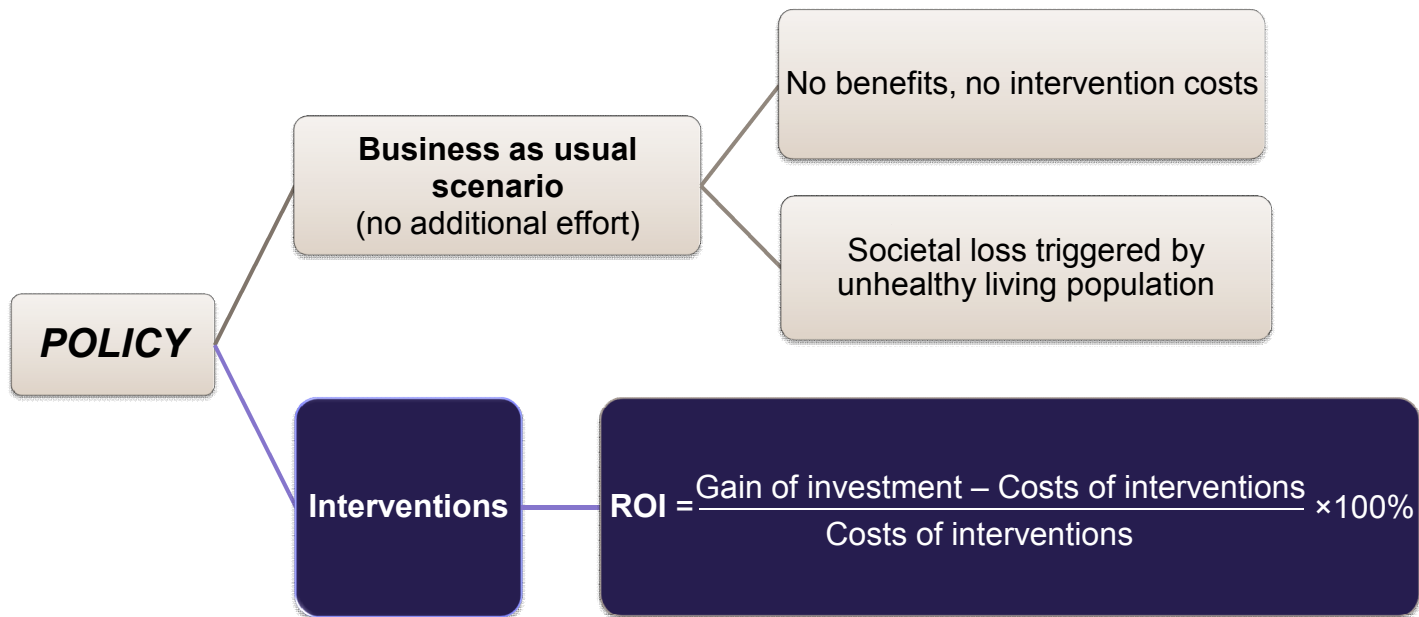 No benefits, no intervention costs
Business as usual
scenario
(no additional effort)
Societal loss triggered by
unhealthy living population
POLICY
Interventions
ROI = Gain of investment – Costs of interventions ×100%
Costs of interventions